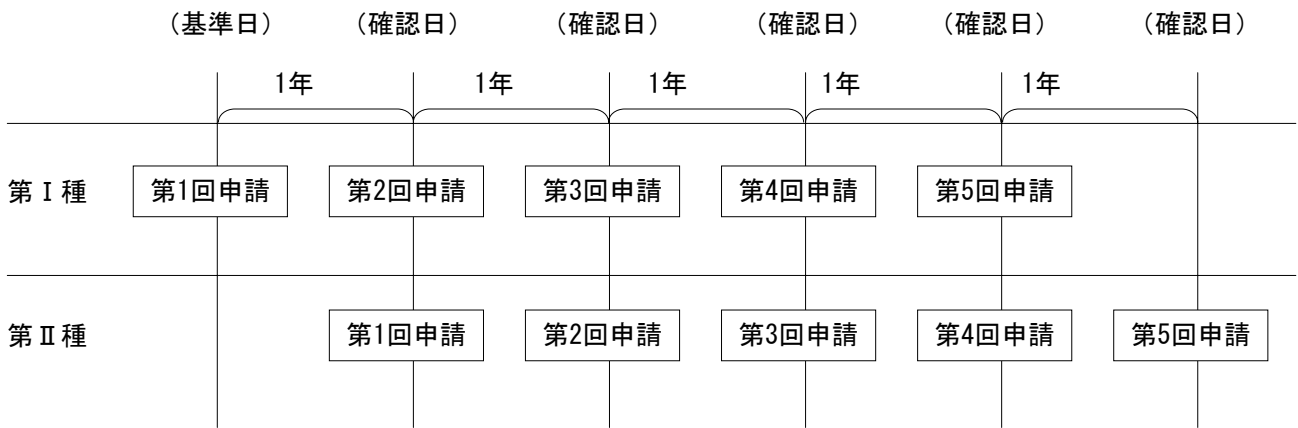 （基準日） （確認日） （確認日） （確認日） （確認日） （確認日）
1年 1年 1年 1年 1年
第Ⅰ種 第1回申請 第2回申請 第3回申請 第4回申請 第5回申請
第Ⅱ種 第1回申請 第2回申請 第3回申請 第4回申請 第5回申請